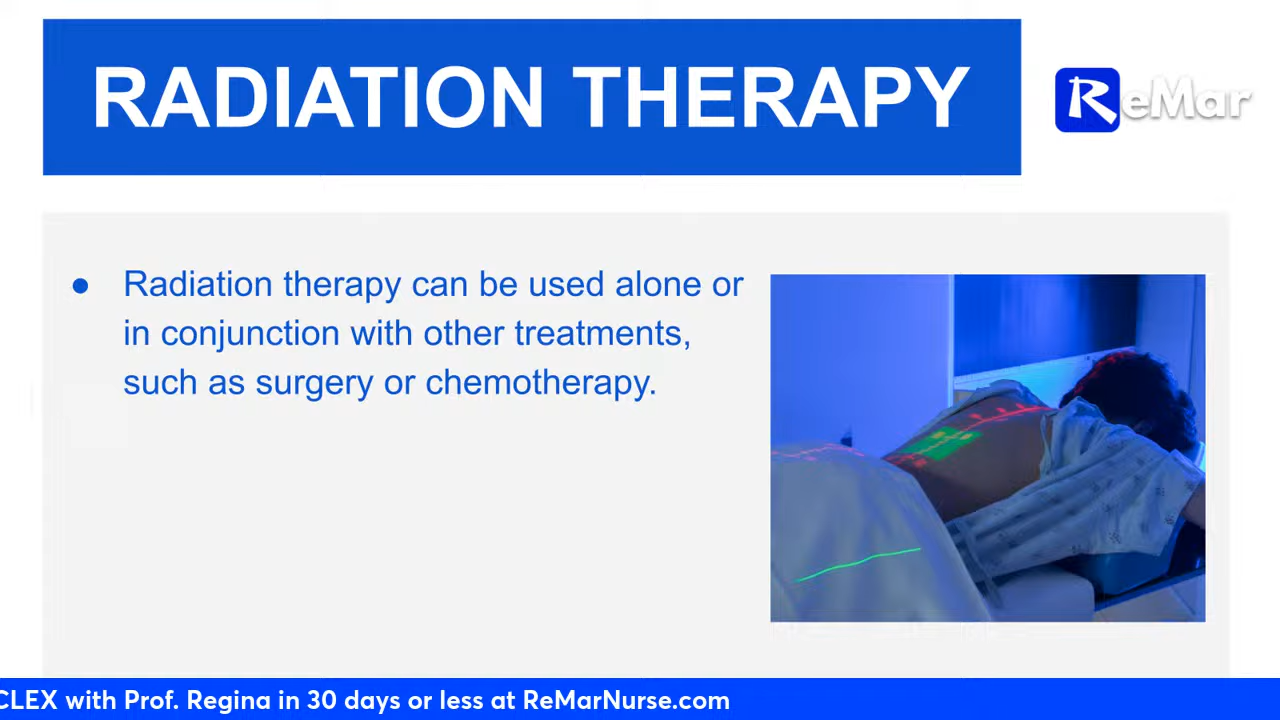 RADIATION THERAPY
ReMar
● Radiation therapy can be used alone or
in conjunction with other treatments,
such as surgery or chemotherapy.
CLEX with Prof. Regina in 30 days or less at ReMarNurse.com